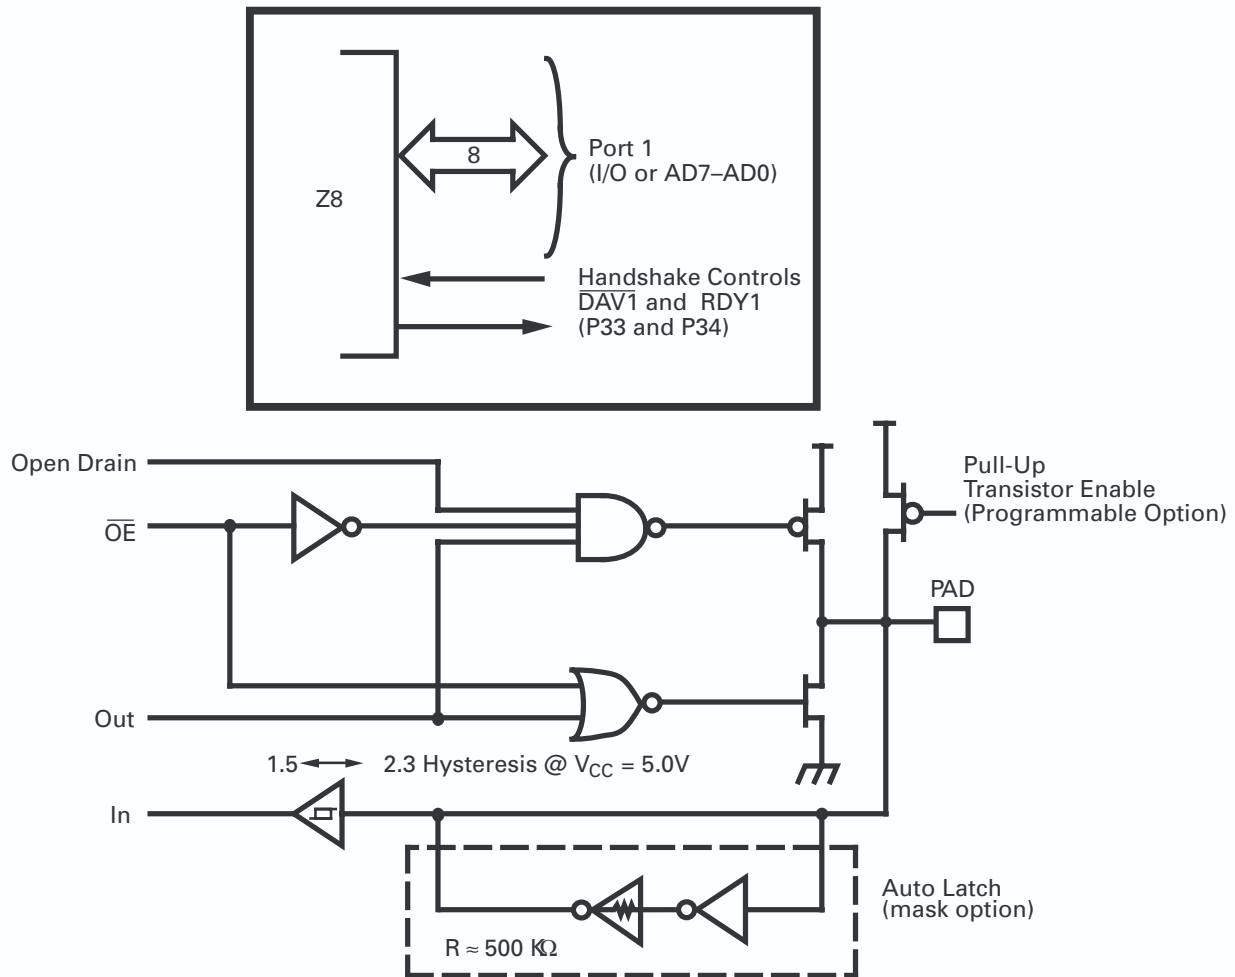 Z8
8
Port 1
(I/O or AD7–AD0)
Handshake Controls
D̅A̅V̅1̅ and RDY1
(P33 and P34)
Open Drain
O̅E̅
Pull-Up
Transistor Enable
(Programmable Option)
PAD
Out
1.5 2.3 Hysteresis @ VCC = 5.0V
In
Auto Latch
(mask option)
R ≈ 500 KΩ